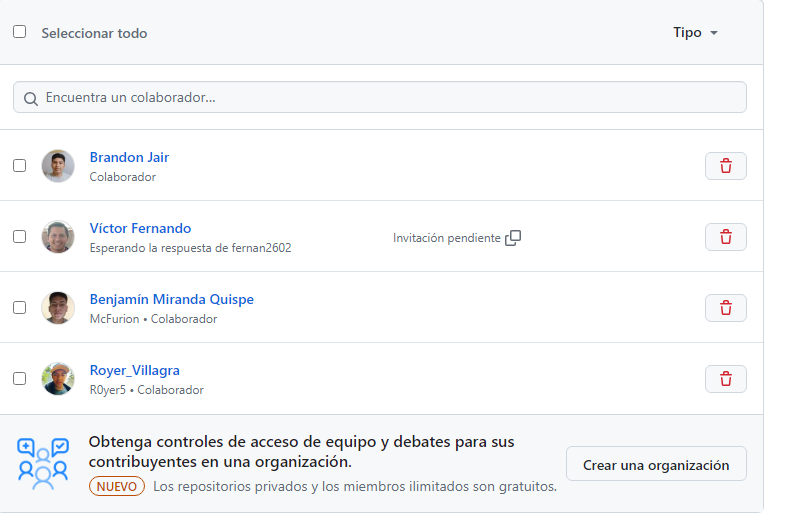 Seleccionar todo
Tipo
Encuentra un colaborador...
Brandon Jair
Colaborador
Víctor Fernando
Esperando la respuesta de fernan2602
Invitación pendiente
Benjamín Miranda Quispe
McFurion • Colaborador
Royer_Villagra
R0yer5 • Colaborador
Obtenga controles de acceso de equipo y debates para sus
contribuyentes en una organización.
NUEVO Los repositorios privados y los miembros ilimitados son gratuitos.
Crear una organización